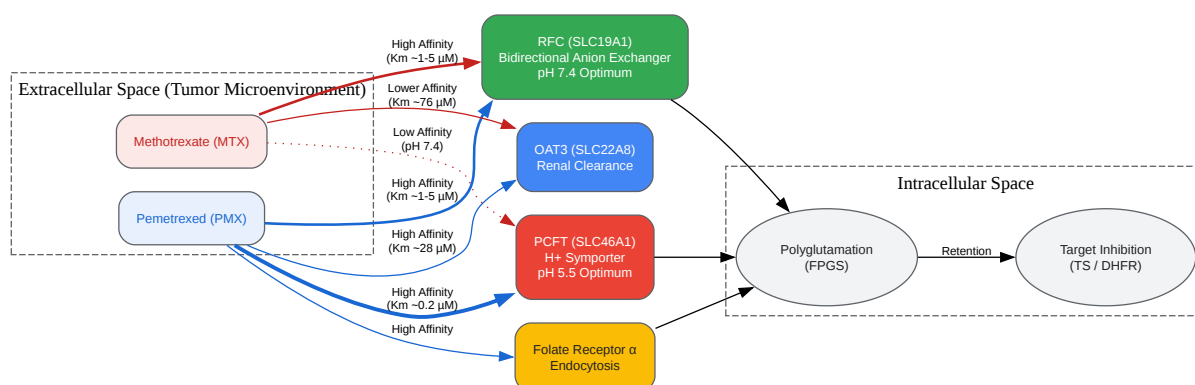 Extracellular Space (Tumor Microenvironment)
Methotrexate (MTX)
Pemetrexed (PMX)
High Affinity
(Km ~1-5 µM)
Lower Affinity
(Km ~76 µM)
Low Affinity
(pH 7.4)
High Affinity
(Km ~1-5 µM)
High Affinity
(Km ~28 µM)
High Affinity
(Km ~0.2 µM)
High Affinity
RFC (SLC19A1)
Bidirectional Anion Exchanger
pH 7.4 Optimum
OAT3 (SLC22A8)
Renal Clearance
PCFT (SLC46A1)
H+ Symporter
pH 5.5 Optimum
Folate Receptor α
Endocytosis
Intracellular Space
Polyglutamation
(FPGS)
Retention
Target Inhibition
(TS / DHFR)